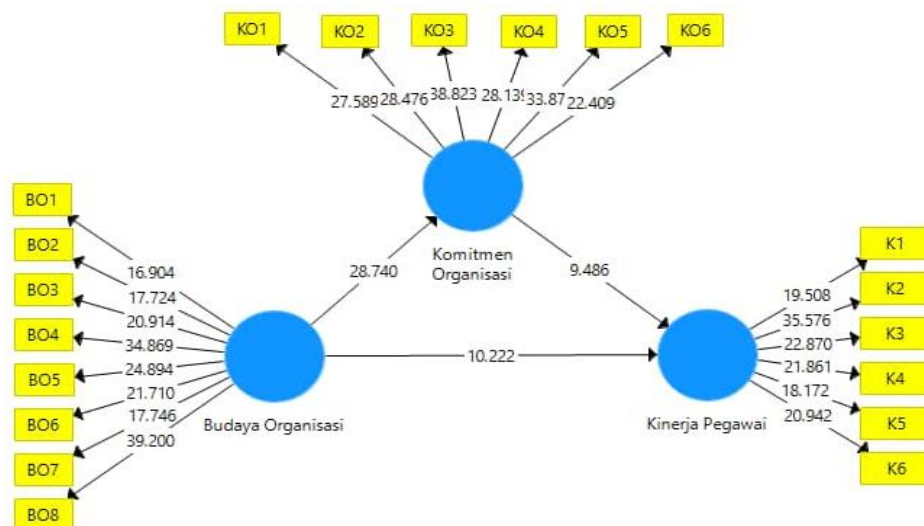 KO1
KO2
KO3
KO4
KO5
KO6
27.589
28.476
38.823
28.139
33.87
22.409
BO1
BO2
BO3
BO4
BO5
BO6
BO7
BO8
16.904
17.724
20.914
34.869
24.894
21.710
17.746
39.200
Komitmen
Organisasi
28.740
9.486
10.222
Budaya Organisasi
Kinerja Pegawai
19.508
35.576
22.870
21.861
18.172
20.942
K1
K2
K3
K4
K5
K6